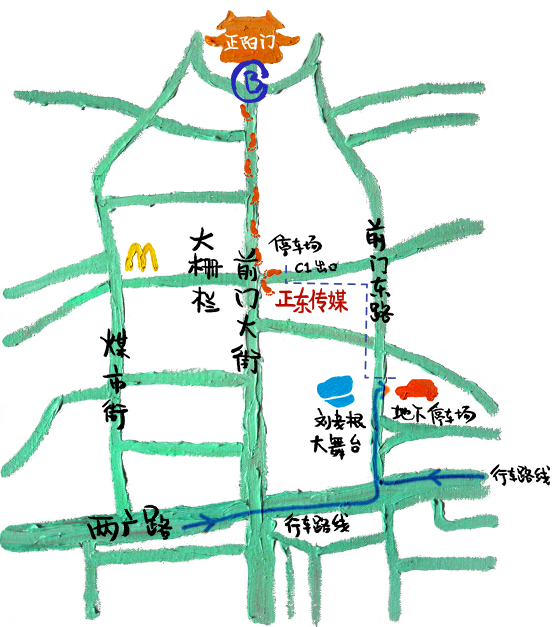 正阳门
B
M
停车场
C1出口
大栅栏
前门大街
前门东路
正东传媒
煤市街
刘老根
大舞台
地下停车场
行车路线
两广路
行车路线